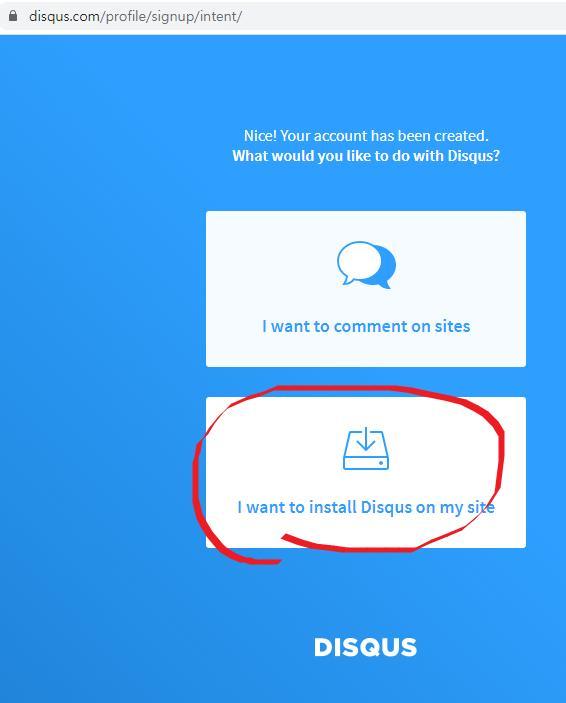 disqus.com/profile/signup/intent/
Nice! Your account has been created.
What would you like to do with Disqus?
I want to comment on sites
I want to install Disqus on my site
DISQUS